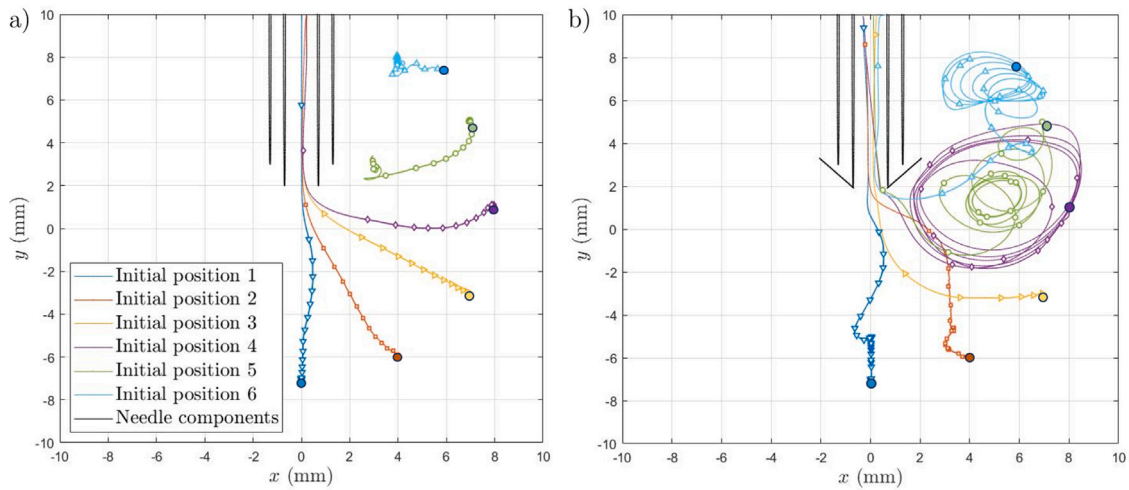 a)
10
8
6
4
2
0
-2
-4
-6
-8
-10
y (mm)
-10 -8 -6 -4 -2 0 2 4 6 8 10
x (mm)
Initial position 1
Initial position 2
Initial position 3
Initial position 4
Initial position 5
Initial position 6
Needle components
b)
10
8
6
4
2
0
-2
-4
-6
-8
-10
y (mm)
-10 -8 -6 -4 -2 0 2 4 6 8 10
x (mm)